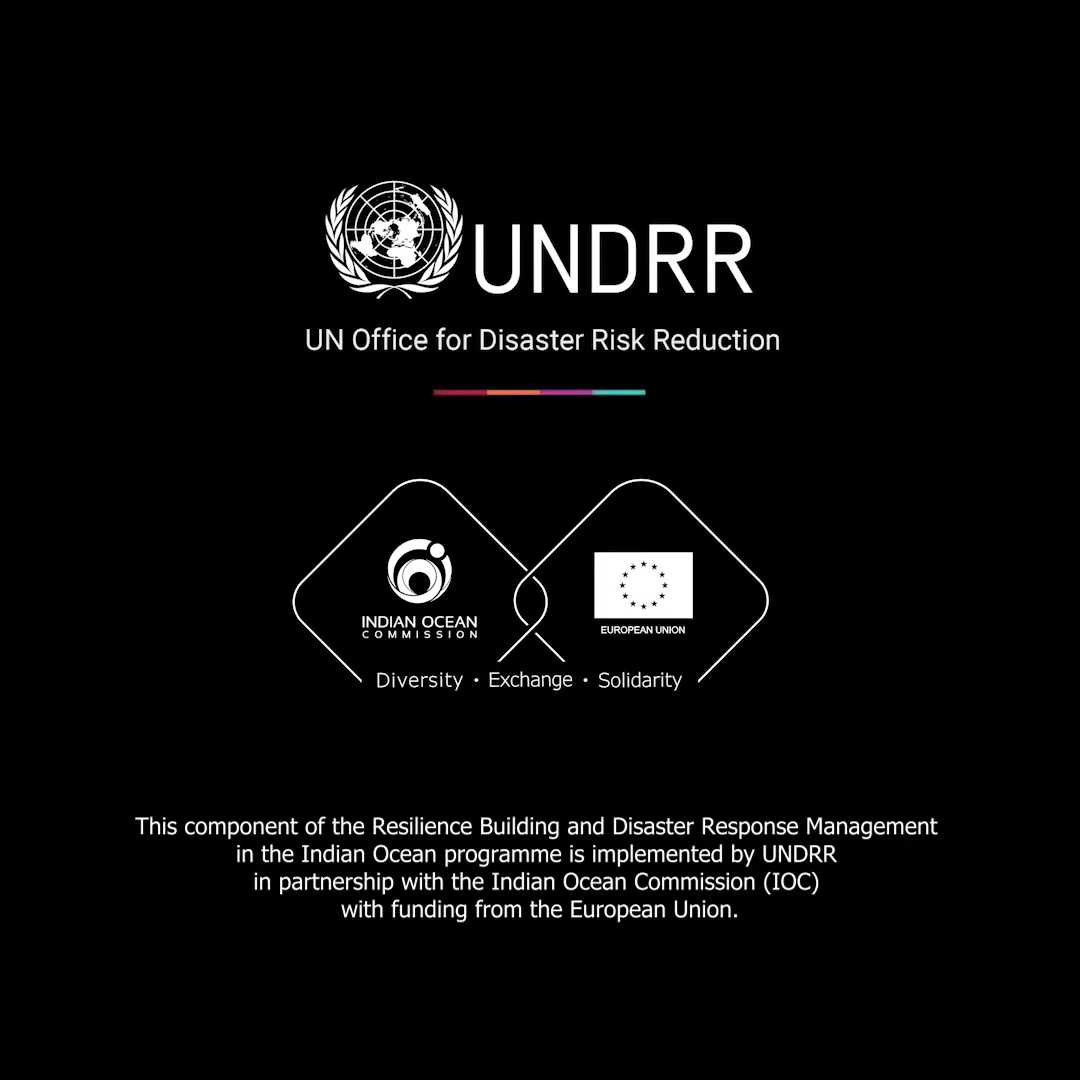 UNDRR
UN Office for Disaster Risk Reduction
INDIAN OCEAN
COMMISSION
EUROPEAN UNION
Diversity • Exchange • Solidarity
This component of the Resilience Building and Disaster Response Management
in the Indian Ocean programme is implemented by UNDRR
in partnership with the Indian Ocean Commission (IOC)
with funding from the European Union.